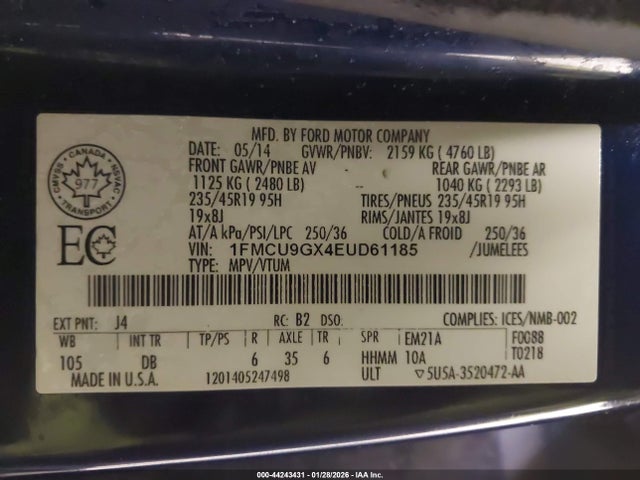 MFD. BY FORD MOTOR COMPANY
DATE: 05/14 GVWR/PNBV: 2159 KG ( 4760 LB)
FRONT GAWR/PNBE AV REAR GAWR/PNBE AR
1125 KG ( 2480 LB) -- 1040 KG ( 2293 LB)
235/45R19 95H TIRES/PNEUS 235/45R19 95H
19x8J RIMS/JANTES 19x8J
AT/A kPa/PSI/LPC 250/36 COLD/A FROID 250/36
VIN: 1FMCU9GX4EUD61185 /JUMELEES
TYPE: MPV/VTUM
CANADA
CMVSS NSVAC
977
TRANSPORT
EC
EXT PNT: J4 RC: B2 DSO: COMPLIES: ICES/NMB-002
WB INT TR TP/PS R AXLE TR SPR EM21A F0088
105 DB 6 35 6 HHMM 10A T0218
MADE IN U.S.A. 1201405247498 ULT ▽5U5A-3520472-AA
000-44243431 | 01/28/2026 | IAA Inc.